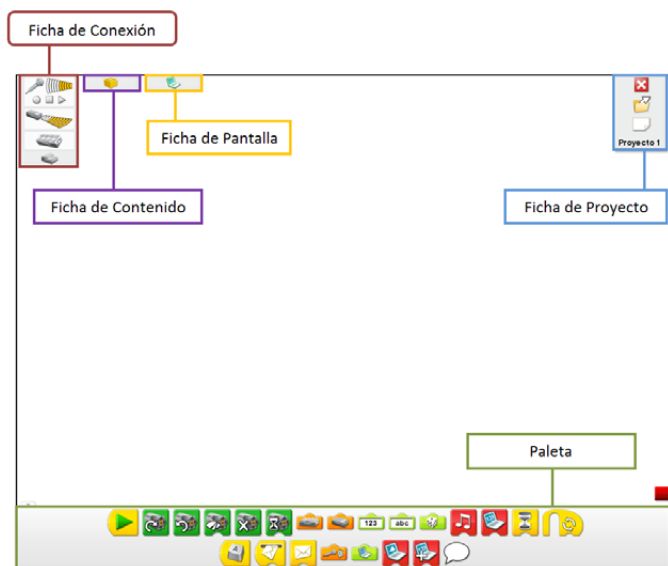 Ficha de Conexión
Ficha de Pantalla
Proyecto 1
Ficha de Contenido
Ficha de Proyecto
Paleta
123
abc